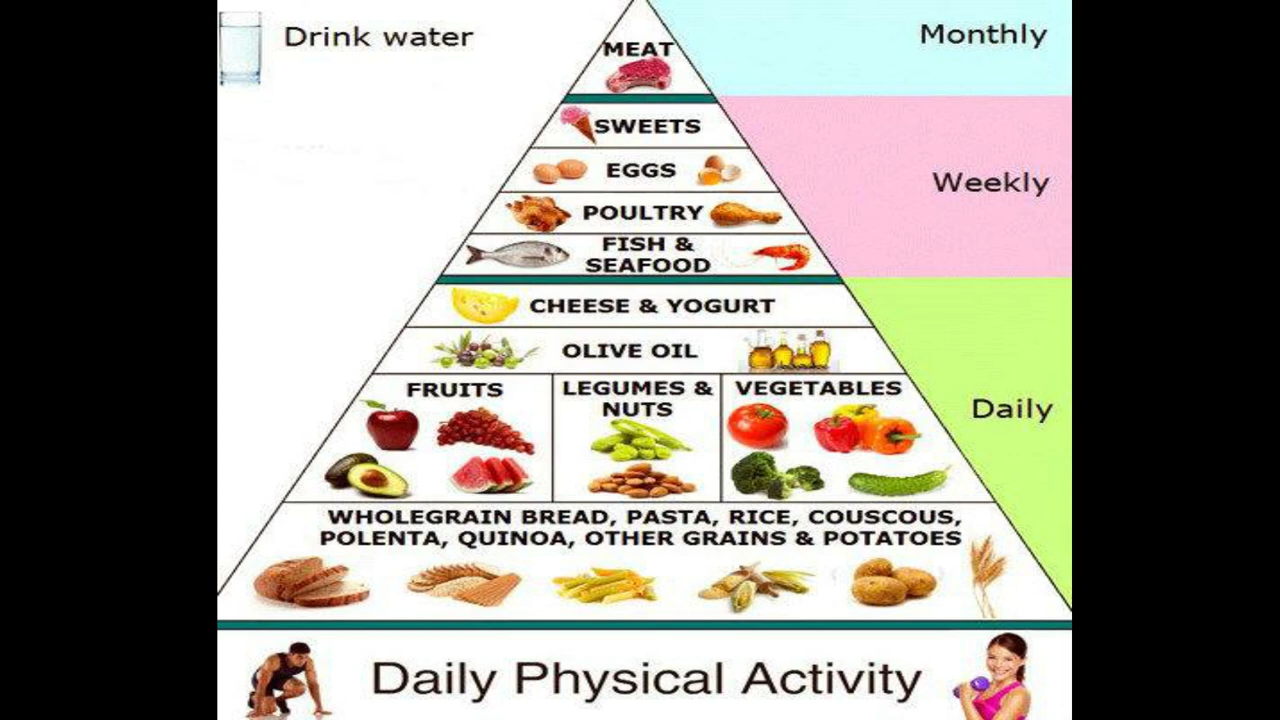 Drink water
Monthly
MEAT
SWEETS
EGGS
Weekly
POULTRY
FISH &
SEAFOOD
CHEESE & YOGURT
OLIVE OIL
FRUITS
LEGUMES &
NUTS
VEGETABLES
Daily
WHOLEGRAIN BREAD, PASTA, RICE, COUSCOUS,
POLENTA, QUINOA, OTHER GRAINS & POTATOES
Daily Physical Activity